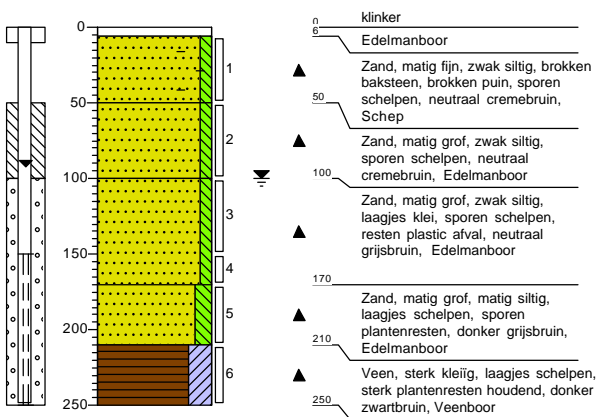 0
50
100
150
200
250
1
2
3
4
5
6
0
klinker
6
Edelmanboor
Zand, matig fijn, zwak siltig, brokken
baksteen, brokken puin, sporen
schelpen, neutraal cremebruin,
Schep
50
Zand, matig grof, zwak siltig,
sporen schelpen, neutraal
cremebruin, Edelmanboor
100
Zand, matig grof, zwak siltig,
laagjes klei, sporen schelpen,
resten plastic afval, neutraal
grijsbruin, Edelmanboor
170
Zand, matig grof, matig siltig,
laagjes schelpen, sporen
plantenresten, donker grijsbruin,
Edelmanboor
210
Veen, sterk kleiïg, laagjes schelpen,
sterk plantenresten houdend, donker
zwartbruin, Veenboor
250